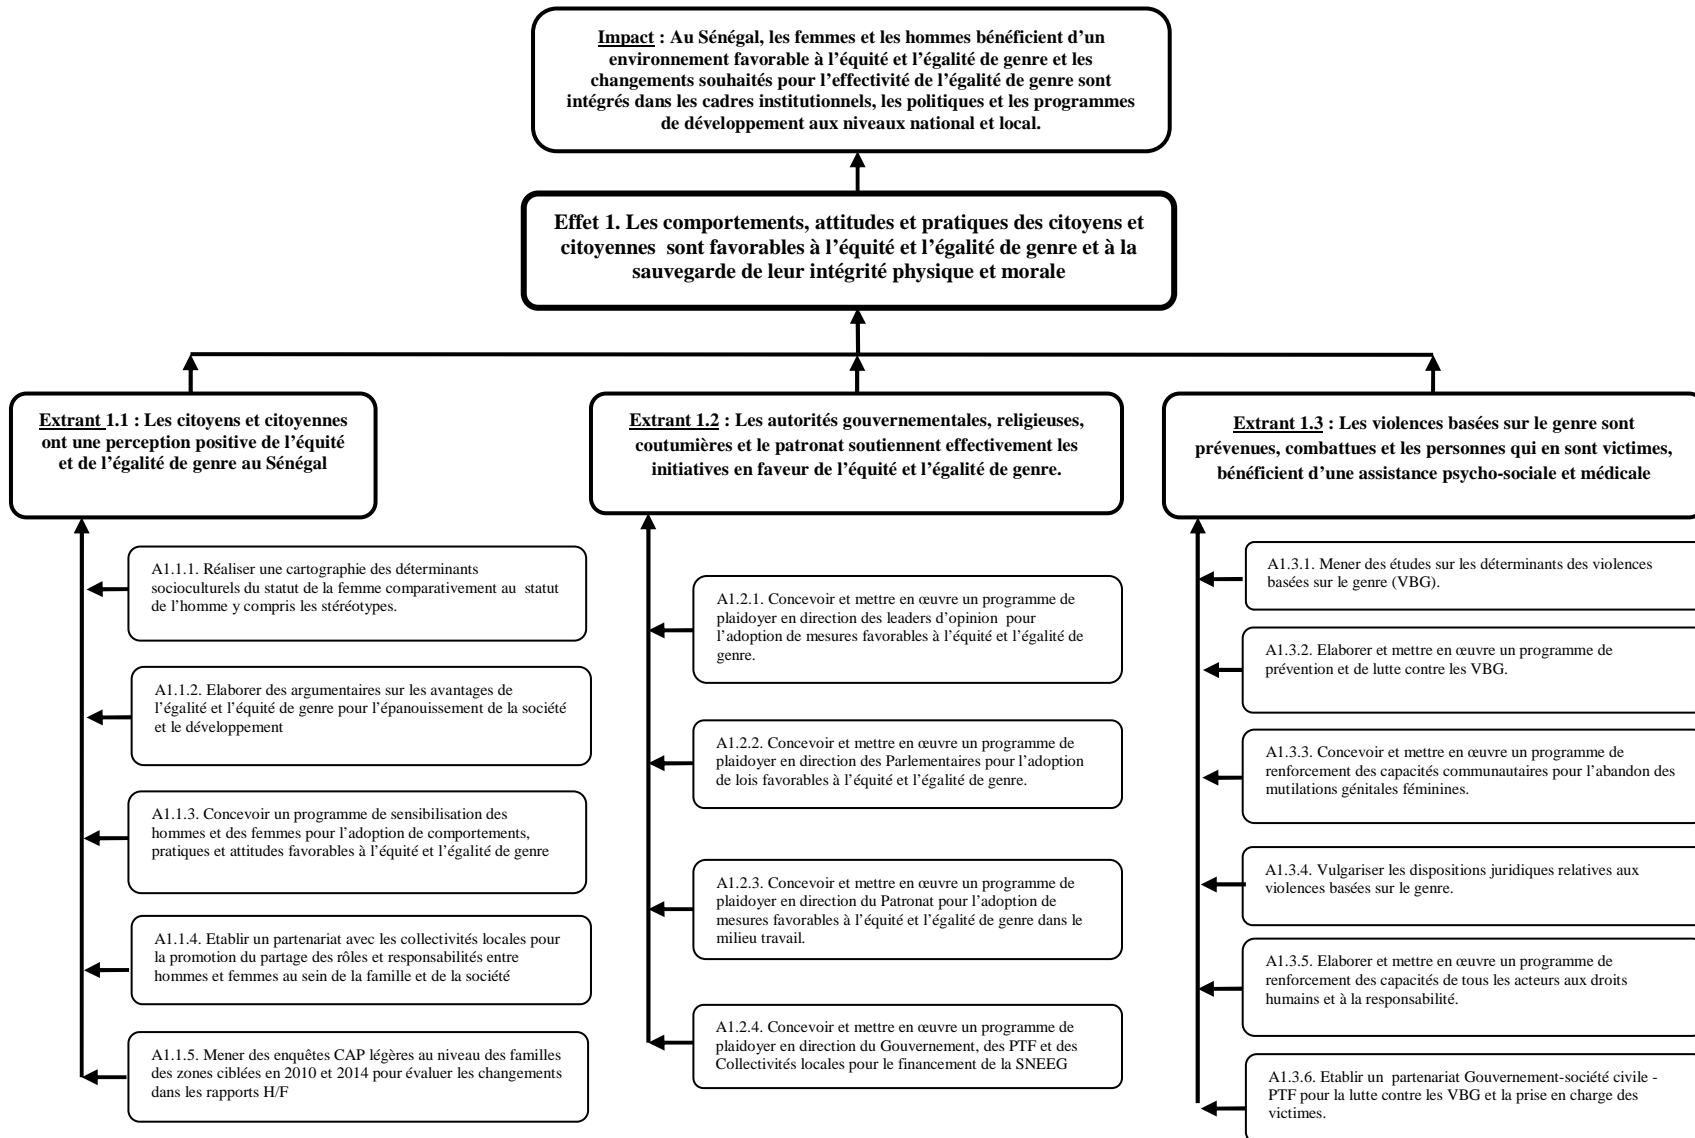 Impact : Au Sénégal, les femmes et les hommes bénéficient d’un
environnement favorable à l’équité et l’égalité de genre et les
changements souhaités pour l’effectivité de l’égalité de genre sont
intégrés dans les cadres institutionnels, les politiques et les programmes
de développement aux niveaux national et local.
Effet 1. Les comportements, attitudes et pratiques des citoyens et
citoyennes sont favorables à l’équité et l’égalité de genre et à la
sauvegarde de leur intégrité physique et morale
Extrant 1.1 : Les citoyens et citoyennes
ont une perception positive de l’équité
et de l’égalité de genre au Sénégal
A1.1.1. Réaliser une cartographie des déterminants
socioculturels du statut de la femme comparativement au statut
de l’homme y compris les stéréotypes.
A1.1.2. Elaborer des argumentaires sur les avantages de
l’égalité et l’équité de genre pour l’épanouissement de la société
et le développement
A1.1.3. Concevoir un programme de sensibilisation des
hommes et des femmes pour l’adoption de comportements,
pratiques et attitudes favorables à l’équité et l’égalité de genre
A1.1.4. Etablir un partenariat avec les collectivités locales pour
la promotion du partage des rôles et responsabilités entre
hommes et femmes au sein de la famille et de la société
A1.1.5. Mener des enquêtes CAP légères au niveau des familles
des zones ciblées en 2010 et 2014 pour évaluer les changements
dans les rapports H/F
Extrant 1.2 : Les autorités gouvernementales, religieuses,
coutumières et le patronat soutiennent effectivement les
initiatives en faveur de l’équité et l’égalité de genre.
A1.2.1. Concevoir et mettre en œuvre un programme de
plaidoyer en direction des leaders d’opinion pour
l’adoption de mesures favorables à l’équité et l’égalité de
genre.
A1.2.2. Concevoir et mettre en œuvre un programme de
plaidoyer en direction des Parlementaires pour l’adoption
de lois favorables à l’équité et l’égalité de genre.
A1.2.3. Concevoir et mettre en œuvre un programme de
plaidoyer en direction du Patronat pour l’adoption de
mesures favorables à l’équité et l’égalité de genre dans le
milieu travail.
A1.2.4. Concevoir et mettre en œuvre un programme de
plaidoyer en direction du Gouvernement, des PTF et des
Collectivités locales pour le financement de la SNEEG
Extrant 1.3 : Les violences basées sur le genre sont
prévenues, combattues et les personnes qui en sont victimes,
bénéficient d’une assistance psycho-sociale et médicale
A1.3.1. Mener des études sur les déterminants des violences
basées sur le genre (VBG).
A1.3.2. Elaborer et mettre en œuvre un programme de
prévention et de lutte contre les VBG.
A1.3.3. Concevoir et mettre en œuvre un programme de
renforcement des capacités communautaires pour l’abandon des
mutilations génitales féminines.
A1.3.4. Vulgariser les dispositions juridiques relatives aux
violences basées sur le genre.
A1.3.5. Elaborer et mettre en œuvre un programme de
renforcement des capacités de tous les acteurs aux droits
humains et à la responsabilité.
A1.3.6. Etablir un partenariat Gouvernement-société civile -
PTF pour la lutte contre les VBG et la prise en charge des
victimes.